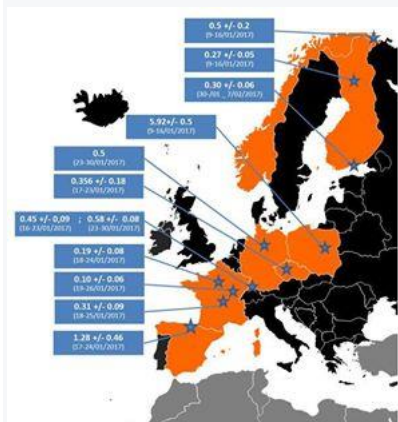 0.5 +/- 0.2
(9-16/01/2017)
0.27 +/- 0.05
(9-16/01/2017)
0.30 +/- 0.06
(30-/01 _ 7/02/2017)
5.92+/- 0.5
(9-16/01/2017)
0.5
(23-30/01/2017)
0.356 +/- 0.18
(17-23/01/2017)
0.45 +/- 0,09 ; 0.58 +/- 0.08
(16-23/01/2017) (23-30/01/2017)
0.19 +/- 0.08
(18-24/01/2017)
0.10 +/- 0.06
(19-26/01/2017)
0.31 +/- 0.09
(18-25/01/2017)
1.28 +/- 0.46
(17-24/01/2017)